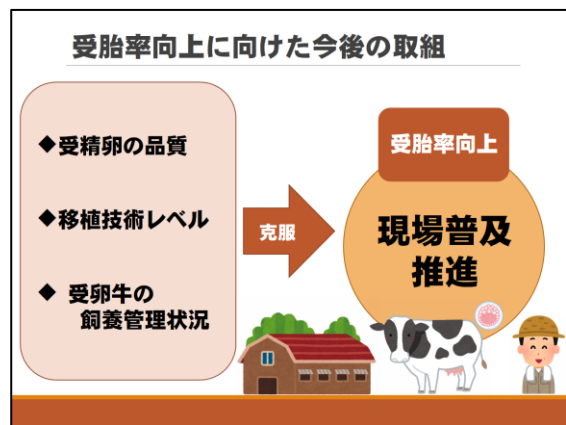 受胎率向上に向けた今後の取組
◆受精卵の品質
◆移植技術レベル
◆ 受卵牛の
飼養管理状況
克服
受胎率向上
現場普及
推進